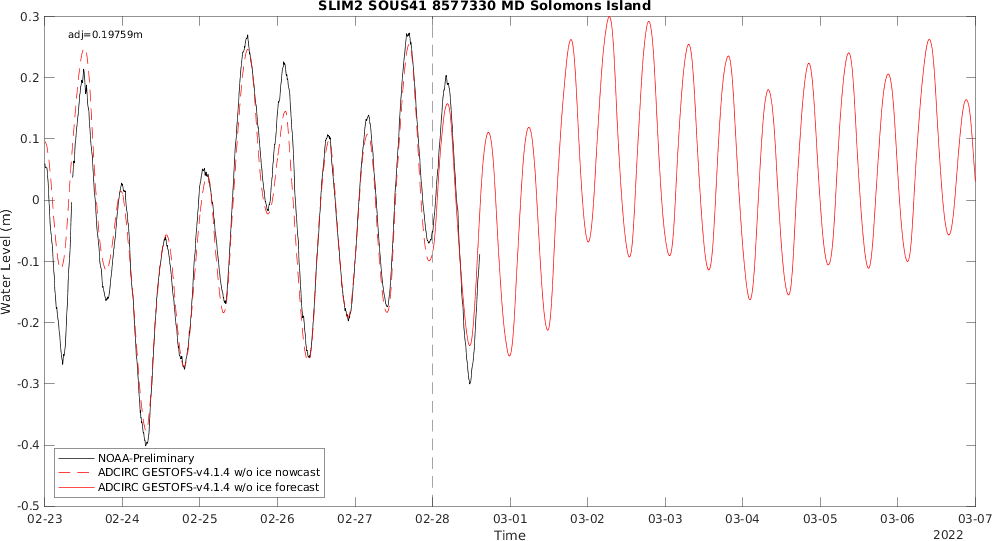 SLIM2 SOUS41 8577330 MD Solomons Island
adj=0.19759m
0.3
0.2
0.1
0
-0.1
-0.2
-0.3
-0.4
-0.5
Water Level (m)
NOAA-Preliminary
ADCIRC GESTOFS-v4.1.4 w/o ice nowcast
ADCIRC GESTOFS-v4.1.4 w/o ice forecast
02-23 02-24 02-25 02-26 02-27 02-28 03-01 03-02 03-03 03-04 03-05 03-06 03-07
Time
2022